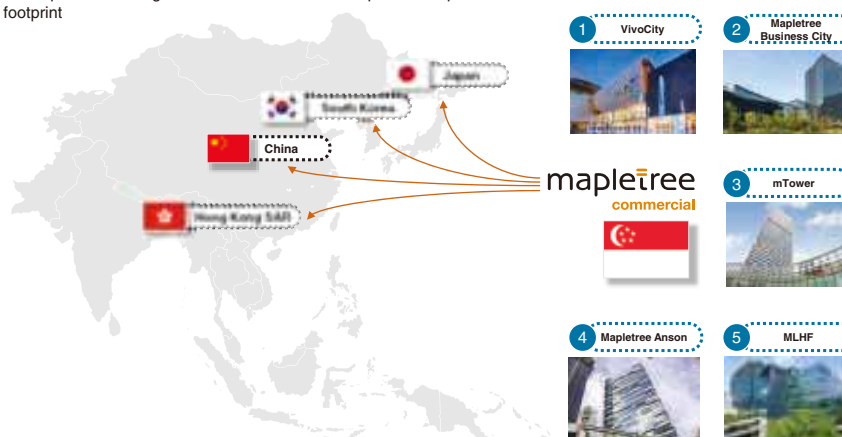 footprint
1
VivoCity
2
Mapletree
Business City
Japan
South Korea
China
mapletree
commercial
3
mTower
Hong Kong SAR
4
Mapletree Anson
5
MLHF